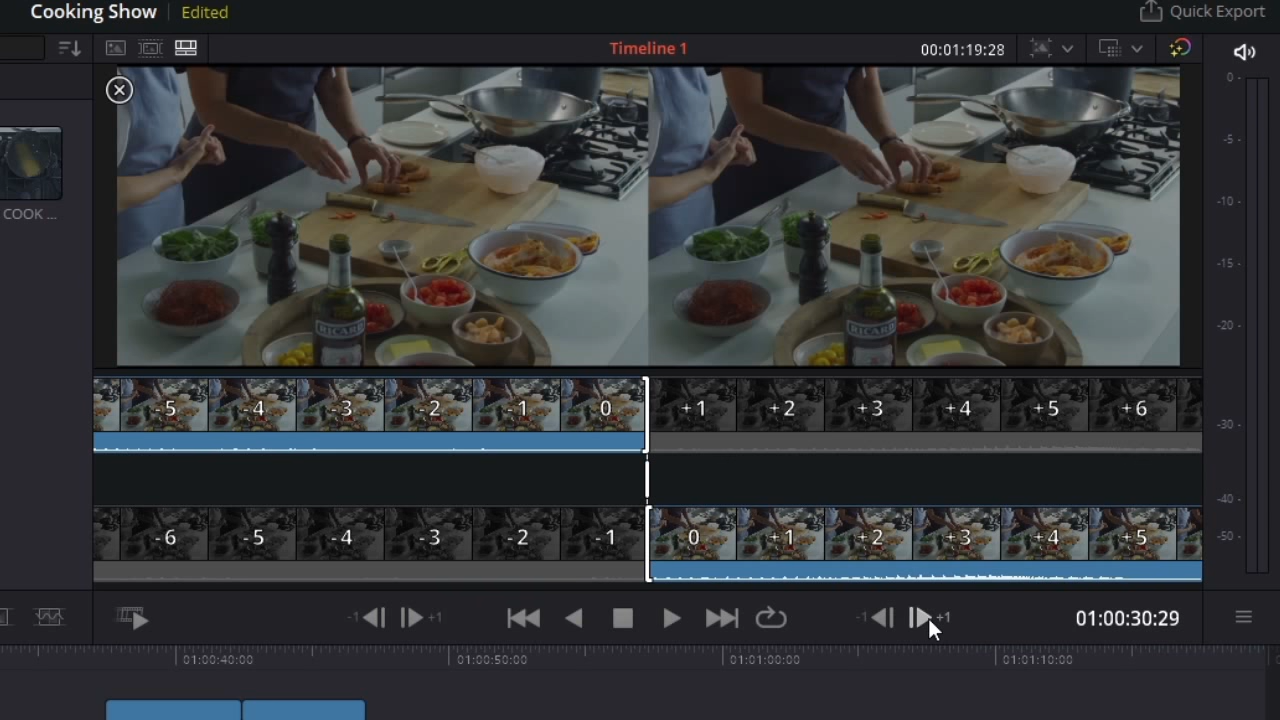 Cooking Show Edited Quick Export
Timeline 1 00:01:19:28
0
-5
-10
-15
-20
-30
-40
-50
COOK ...
RICARD RICARD
-5 -4 -3 -2 -1 0 +1 +2 +3 +4 +5 +6
-6 -5 -4 -3 -2 -1 0 +1 +2 +3 +4 +5
-1 +1 -1 +1 01:00:30:29
01:00:40:00 01:00:50:00 01:01:00:00 01:01:10:00